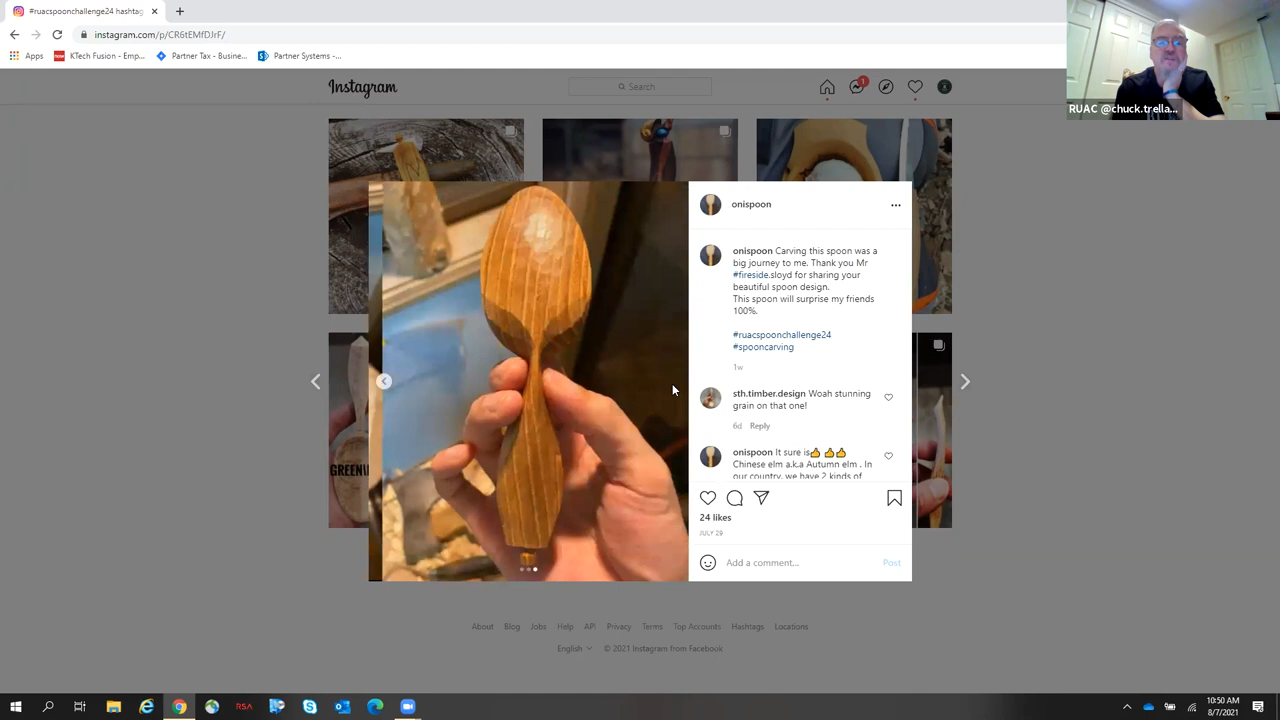 #ruacspoonchallenge24 hashtag
instagram.com/p/CR6tEMfDJrF/
Apps
KTech Fusion - Emp...
Partner Tax - Busine...
Partner Systems -...
RUAC @chuck.trella...
Instagram
Search
1
GREENW
onispoon
onispoon Carving this spoon was a
big journey to me. Thank you Mr
#fireside.sloyd for sharing your
beautiful spoon design.
This spoon will surprise my friends
100%.
#ruacspoonchallenge24
#spooncarving
1w
sth.timber.design Woah stunning
grain on that one!
6d Reply
onispoon It sure is👍👍👍
Chinese elm a.k.a Autumn elm . In
our country, we have 2 kinds of
24 likes
JULY 29
Add a comment...
Post
About Blog Jobs Help API Privacy Terms Top Accounts Hashtags Locations
English © 2021 Instagram from Facebook
RSA
10:50 AM
8/7/2021